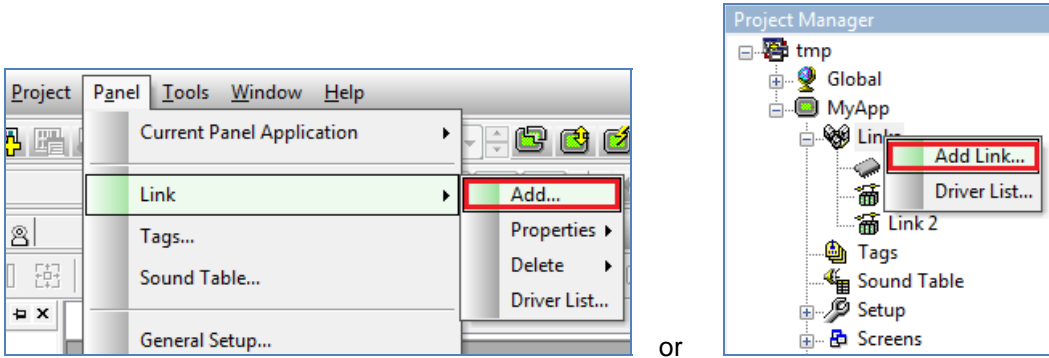 Project Panel Tools Window Help
Current Panel Application
Link
Add...
Tags...
Properties
Sound Table...
Delete
Driver List...
General Setup...
or
Project Manager
tmp
Global
MyApp
Links
Add Link...
Driver List...
Link 2
Tags
Sound Table
Setup
Screens